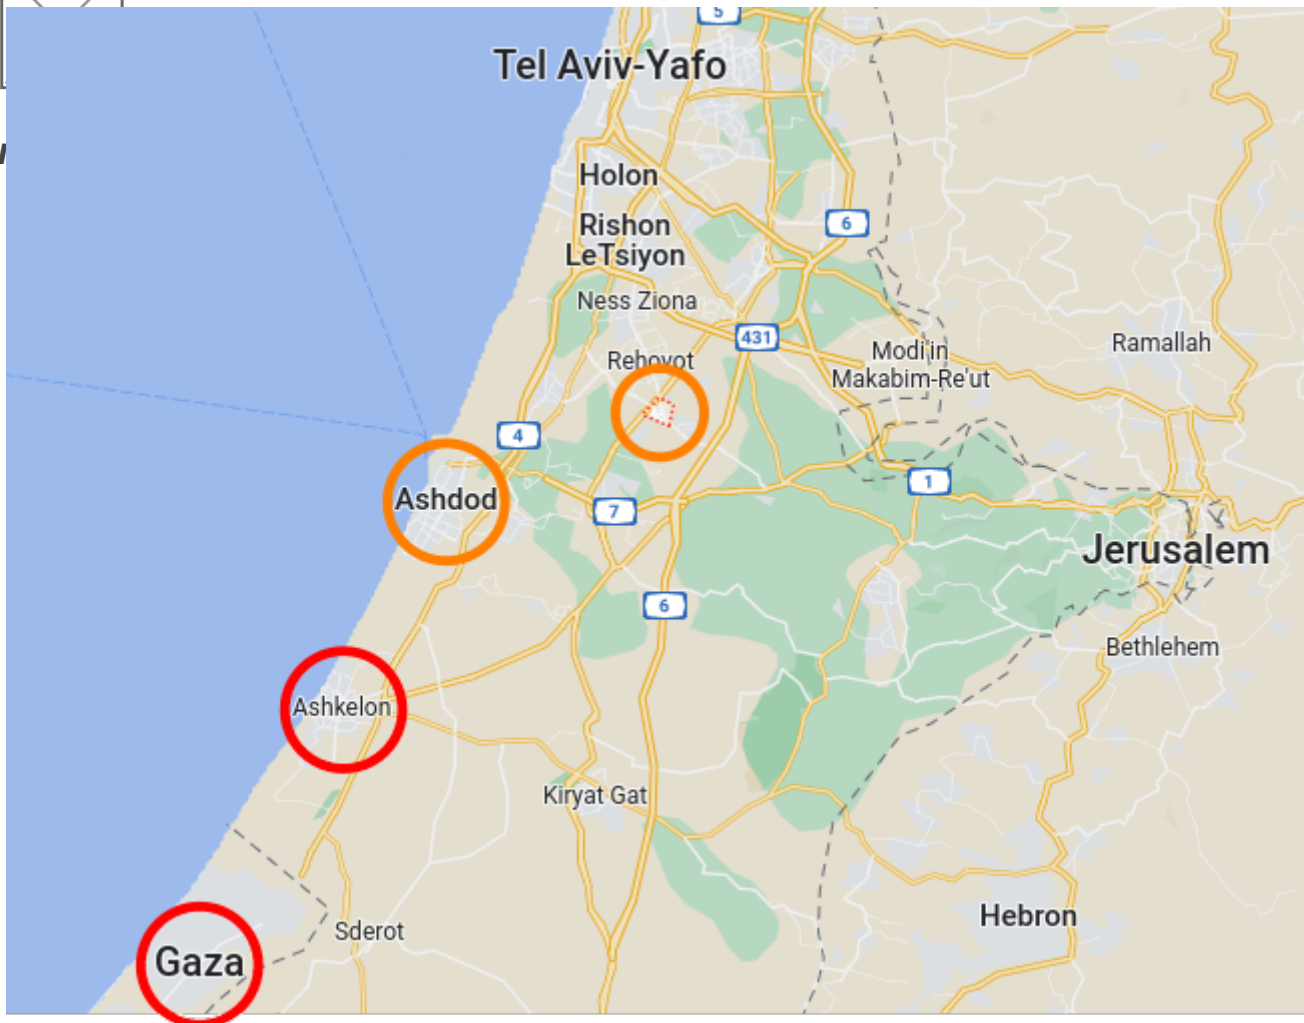 5
Tel Aviv-Yafo
Holon
6
Rishon
LeTsiyon
Ness Ziona
431
Ramallah
Modi'in
Makabim-Re'ut
Rehovot
4
1
Ashdod
7
Jerusalem
6
Bethlehem
Ashkelon
Kiryat Gat
Hebron
Sderot
Gaza